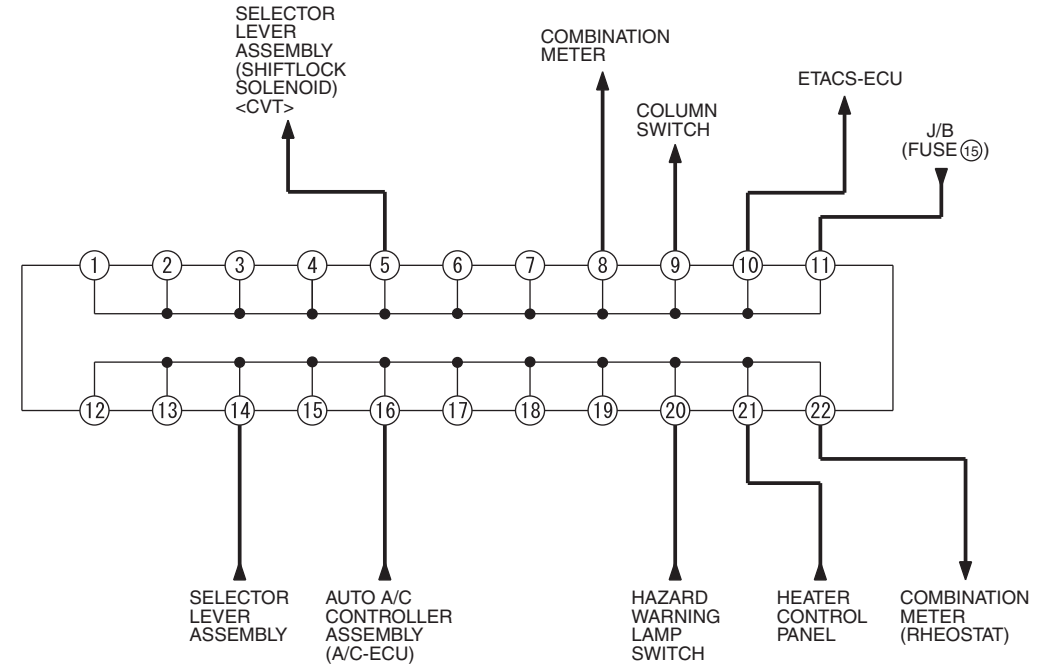 SELECTOR
LEVER
ASSEMBLY
(SHIFTLOCK
SOLENOID)
<CVT>
COMBINATION
METER
COLUMN
SWITCH
ETACS-ECU
J/B
(FUSE⑮)
1 2 3 4 5 6 7 8 9 10 11
12 13 14 15 16 17 18 19 20 21 22
SELECTOR
LEVER
ASSEMBLY
AUTO A/C
CONTROLLER
ASSEMBLY
(A/C-ECU)
HAZARD
WARNING
LAMP
SWITCH
HEATER
CONTROL
PANEL
COMBINATION
METER
(RHEOSTAT)